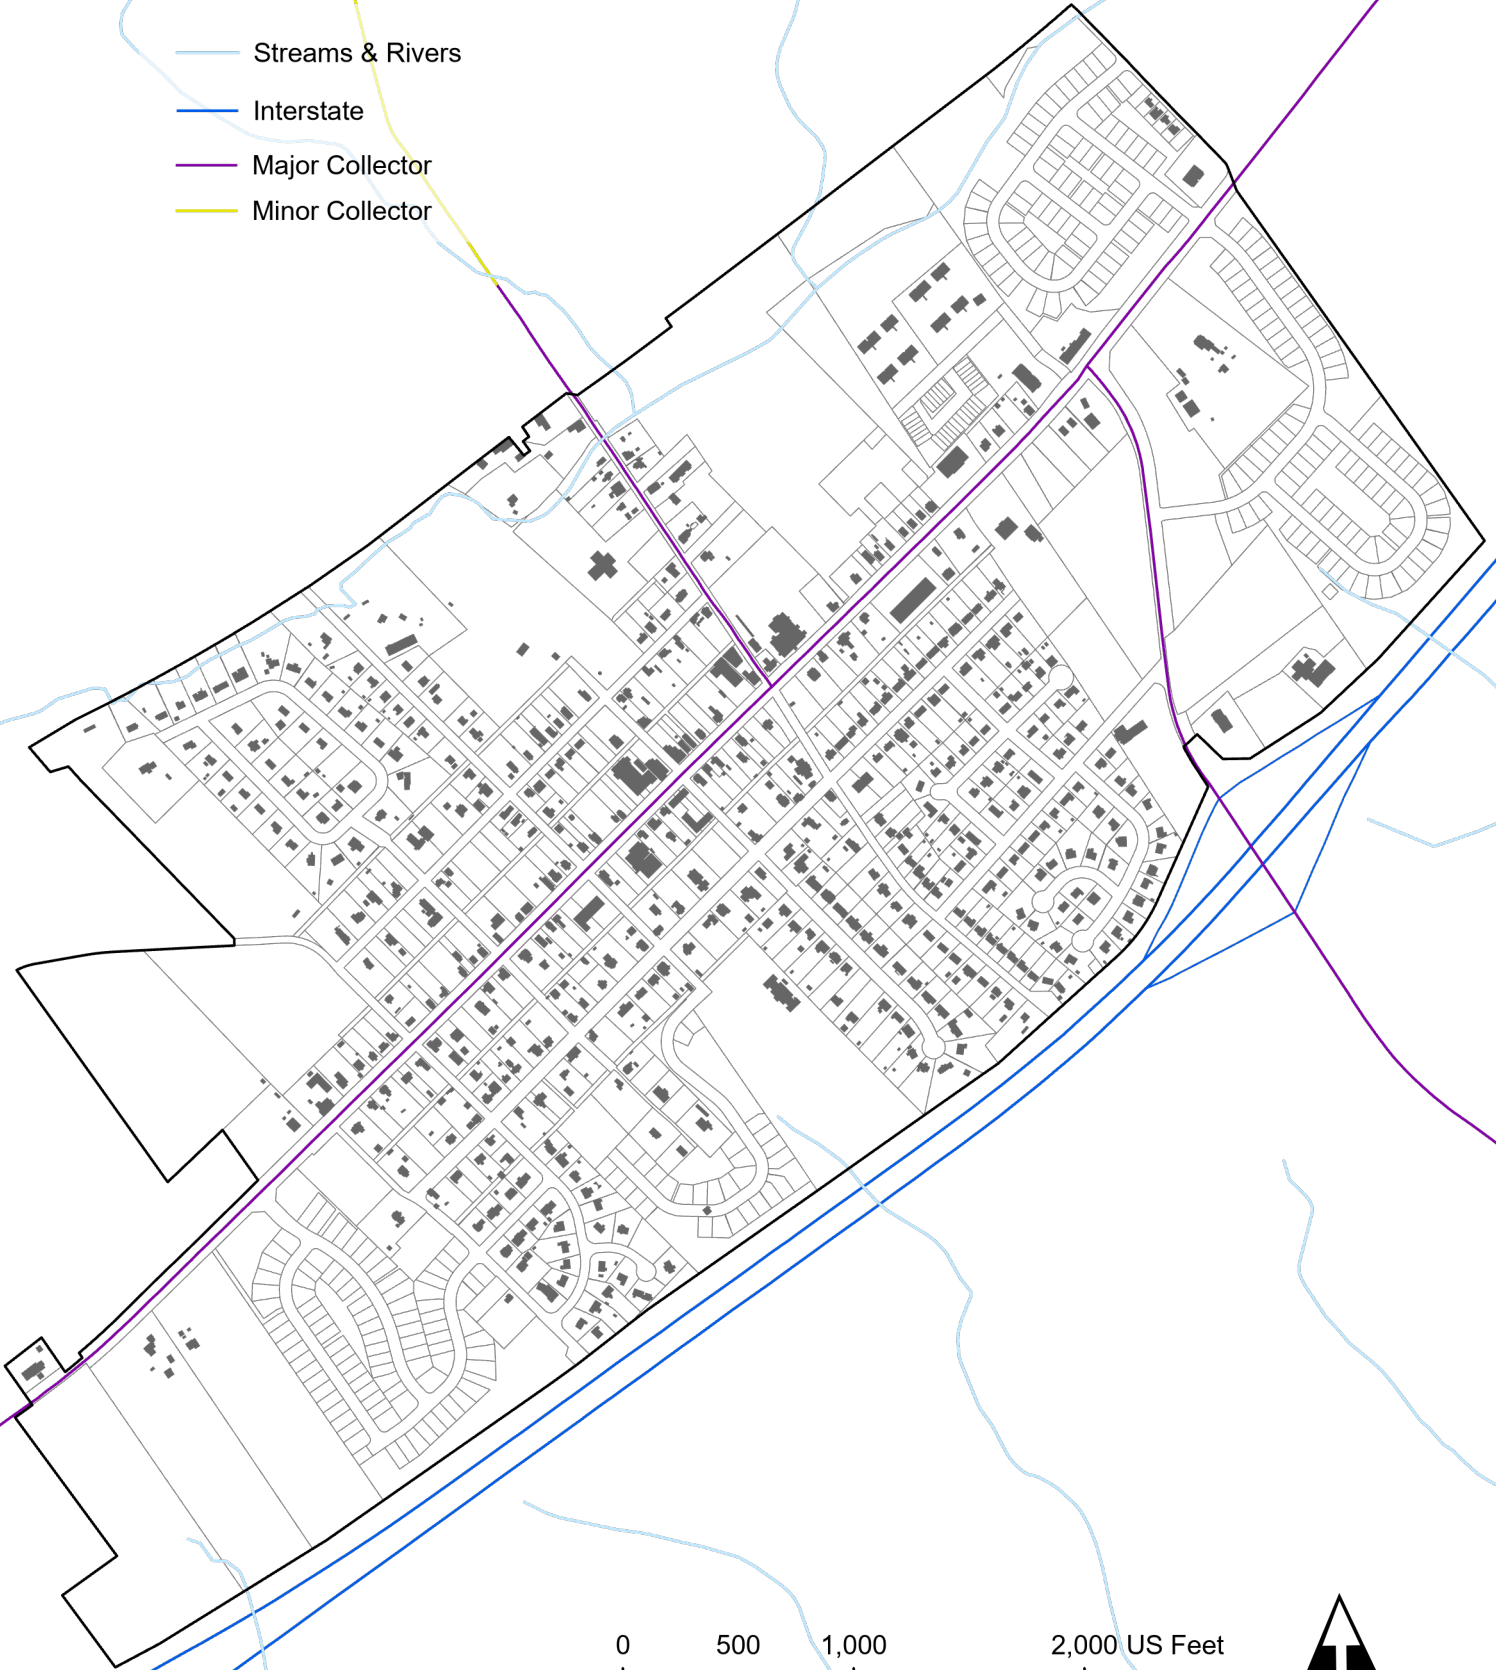 Streams & Rivers
Interstate
Major Collector
Minor Collector
0 500 1,000 2,000 US Feet